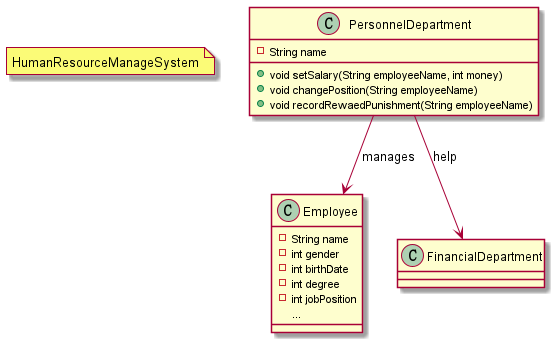 HumanResourceManageSystem
C PersonnelDepartment
String name
void setSalary(String employeeName, int money)
void changePosition(String employeeName)
void recordRewaedPunishment(String employeeName)
manages
help
C Employee
String name
int gender
int birthDate
int degree
int jobPosition
...
C FinancialDepartment